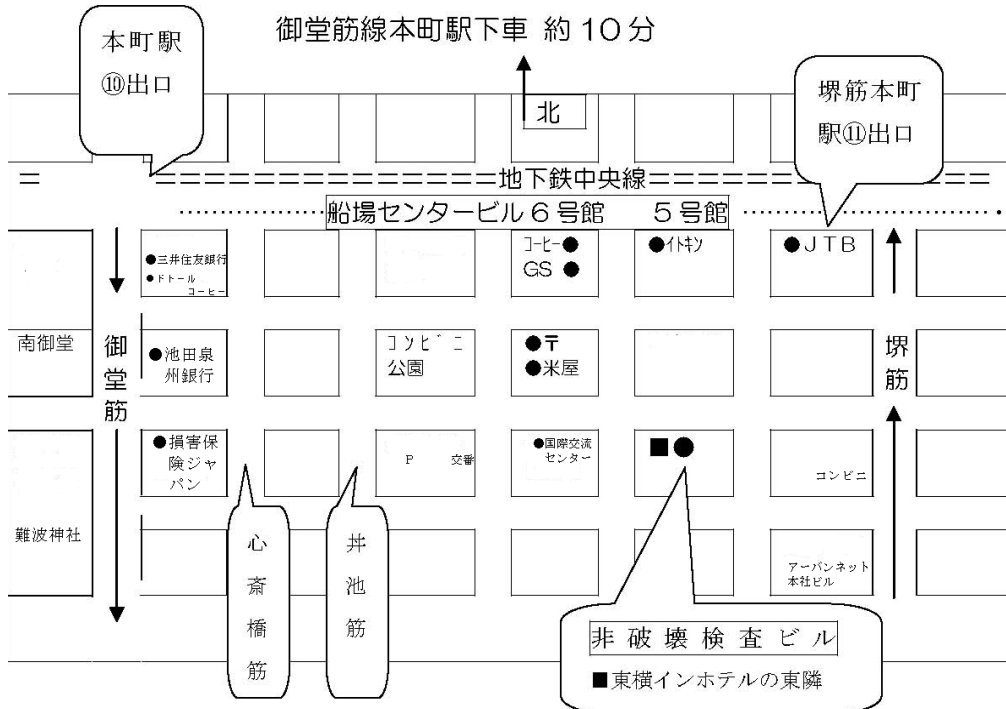 御堂筋線本町駅下車 約10分
本町駅
⑩出口
北
堺筋本町
駅⑪出口
地下鉄中央線
船場センタービル6号館 5号館
●三井住友銀行
●ドトール
コーヒー
コーヒー●
GS ●
●イトキン
●JTB
南御堂
御堂筋
●池田泉
州銀行
コンビニ
公園
●〒
●米屋
堺筋
●損害保
険ジャ
パン
P 交番
●国際交流
センター
■●
コンビニ
難波神社
心斎橋筋
丼池筋
アーバンネット
本社ビル
非破壊検査ビル
■東横インホテルの東隣